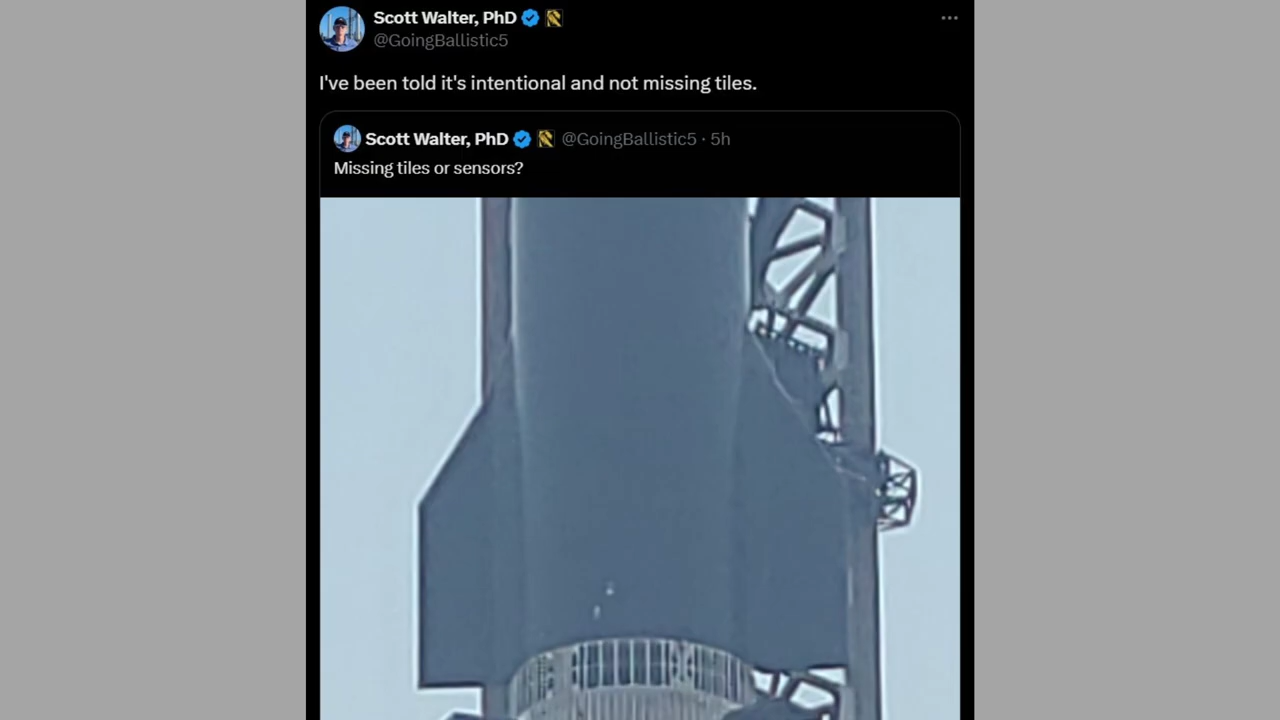 Scott Walter, PhD
@GoingBallistic5
I've been told it's intentional and not missing tiles.
Scott Walter, PhD @GoingBallistic5 · 5h
Missing tiles or sensors?